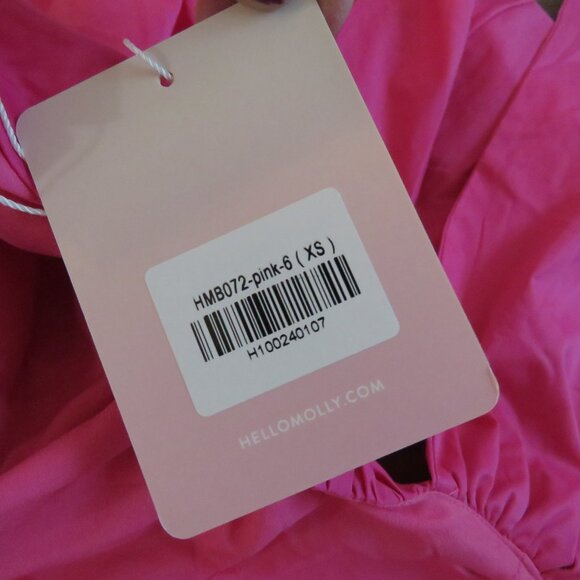 HMB072-pink-6 ( XS )
H100240107
HELLOMOLLY.COM